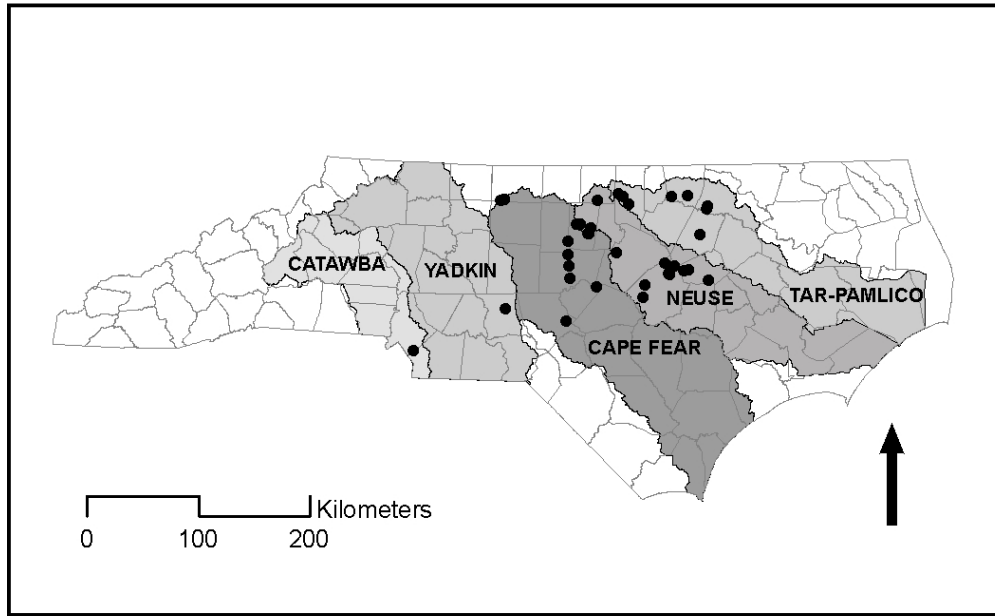 CATAWBA
YADKIN
NEUSE
TAR-PAMLICO
CAPE FEAR
Kilometers
0 100 200